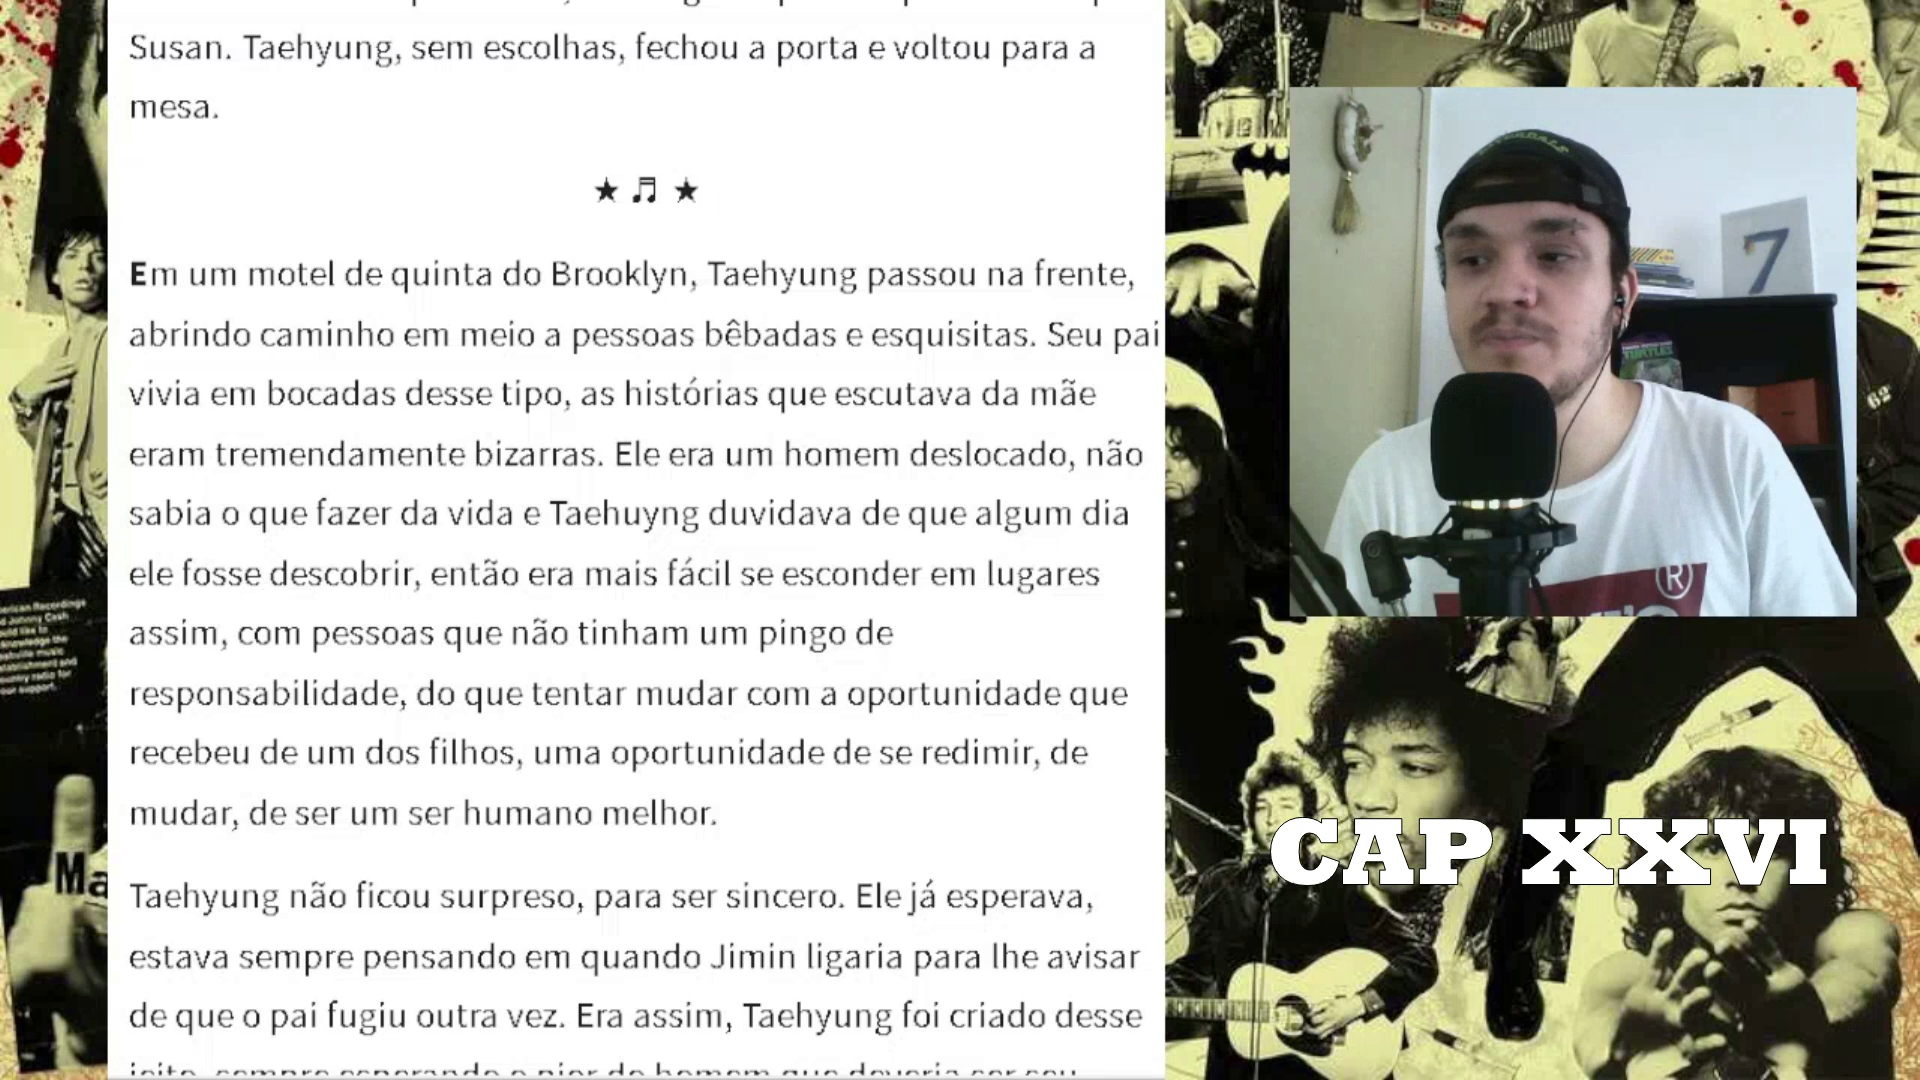 Susan. Taehyung, sem escolhas, fechou a porta e voltou para a
mesa.
★ ♬ ★
Em um motel de quinta do Brooklyn, Taehyung passou na frente,
abrindo caminho em meio a pessoas bêbadas e esquisitas. Seu pai
vivia em bocadas desse tipo, as histórias que escutava da mãe
eram tremendamente bizarras. Ele era um homem deslocado, não
sabia o que fazer da vida e Taehuyng duvidava de que algum dia
ele fosse descobrir, então era mais fácil se esconder em lugares
assim, com pessoas que não tinham um pingo de
responsabilidade, do que tentar mudar com a oportunidade que
recebeu de um dos filhos, uma oportunidade de se redimir, de
mudar, de ser um ser humano melhor.
Taehyung não ficou surpreso, para ser sincero. Ele já esperava,
estava sempre pensando em quando Jimin ligaria para lhe avisar
de que o pai fugiu outra vez. Era assim, Taehyung foi criado desse
7
TURTLES
®
62
CAP XXVI
American Recordings
Johnny Cash
Ma